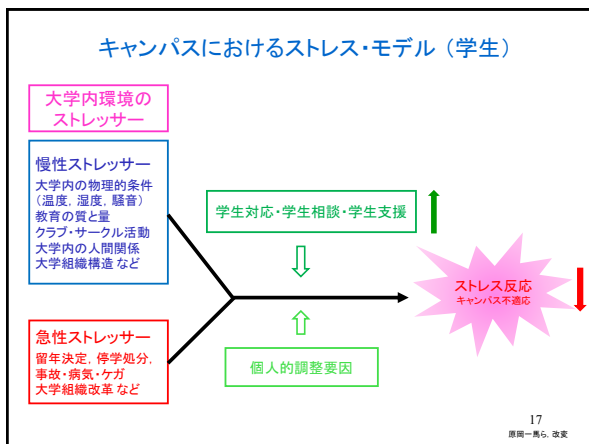 キャンパスにおけるストレス・モデル（学生）
大学内環境の
ストレッサー
慢性ストレッサー
大学内の物理的条件
（温度，湿度，騒音）
教育の質と量
クラブ・サークル活動
大学内の人間関係
大学組織構造 など
学生対応・学生相談・学生支援
ストレス反応
キャンパス不適応
急性ストレッサー
留年決定，停学処分，
事故・病気・ケガ
大学組織改革 など
個人的調整要因
17
原岡一馬ら，改変